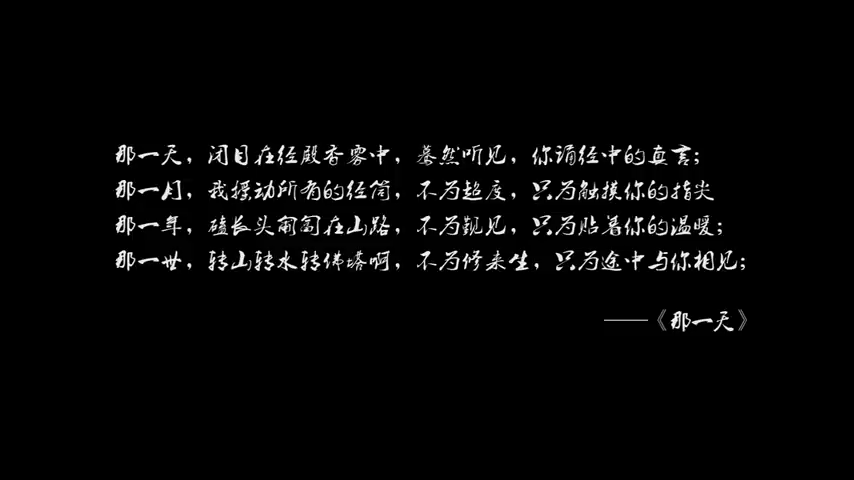 那一天，闭目在经殿香雾中，蓦然听见，你诵经中的真言；
那一月，我摇动所有的经筒，不为超度，只为触摸你的指尖
那一年，磕长头匍匐在山路，不为觐见，只为贴着你的温暖；
那一世，转山转水转佛塔啊，不为修来生，只为途中与你相见；
——《那一天》